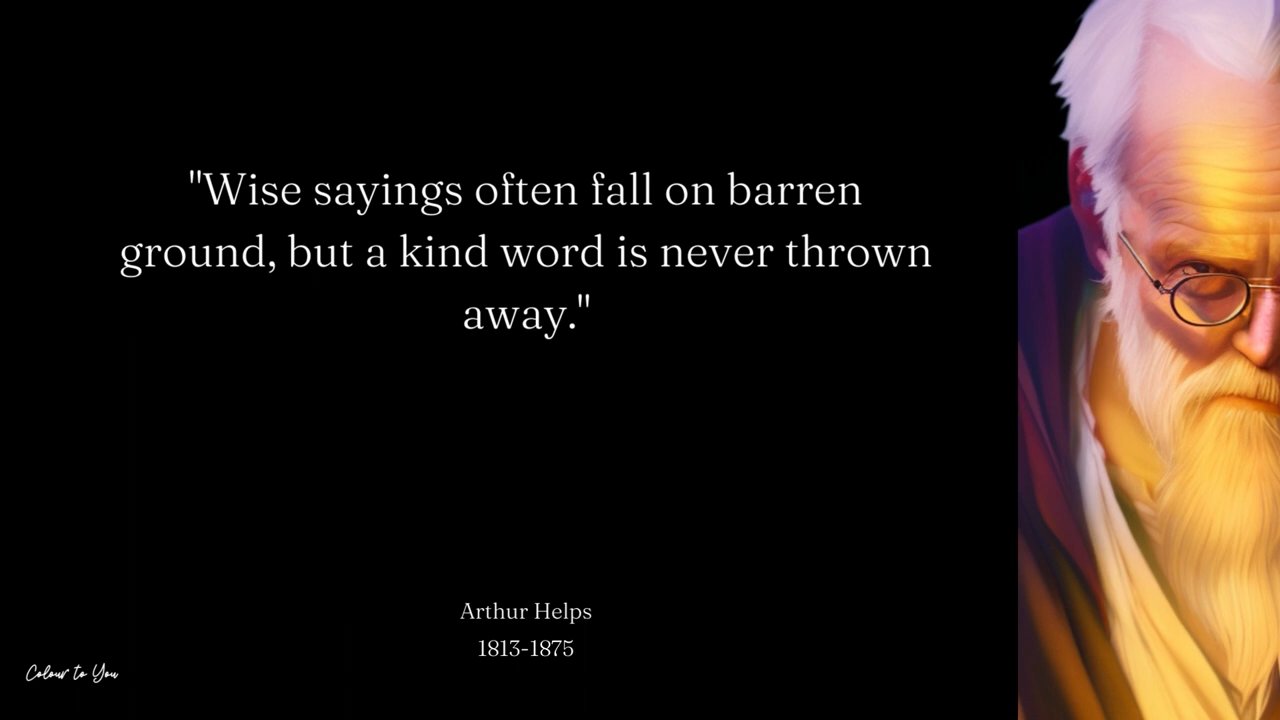 "Wise sayings often fall on barren
ground, but a kind word is never thrown
away."
Arthur Helps
1813-1875
Colour to You